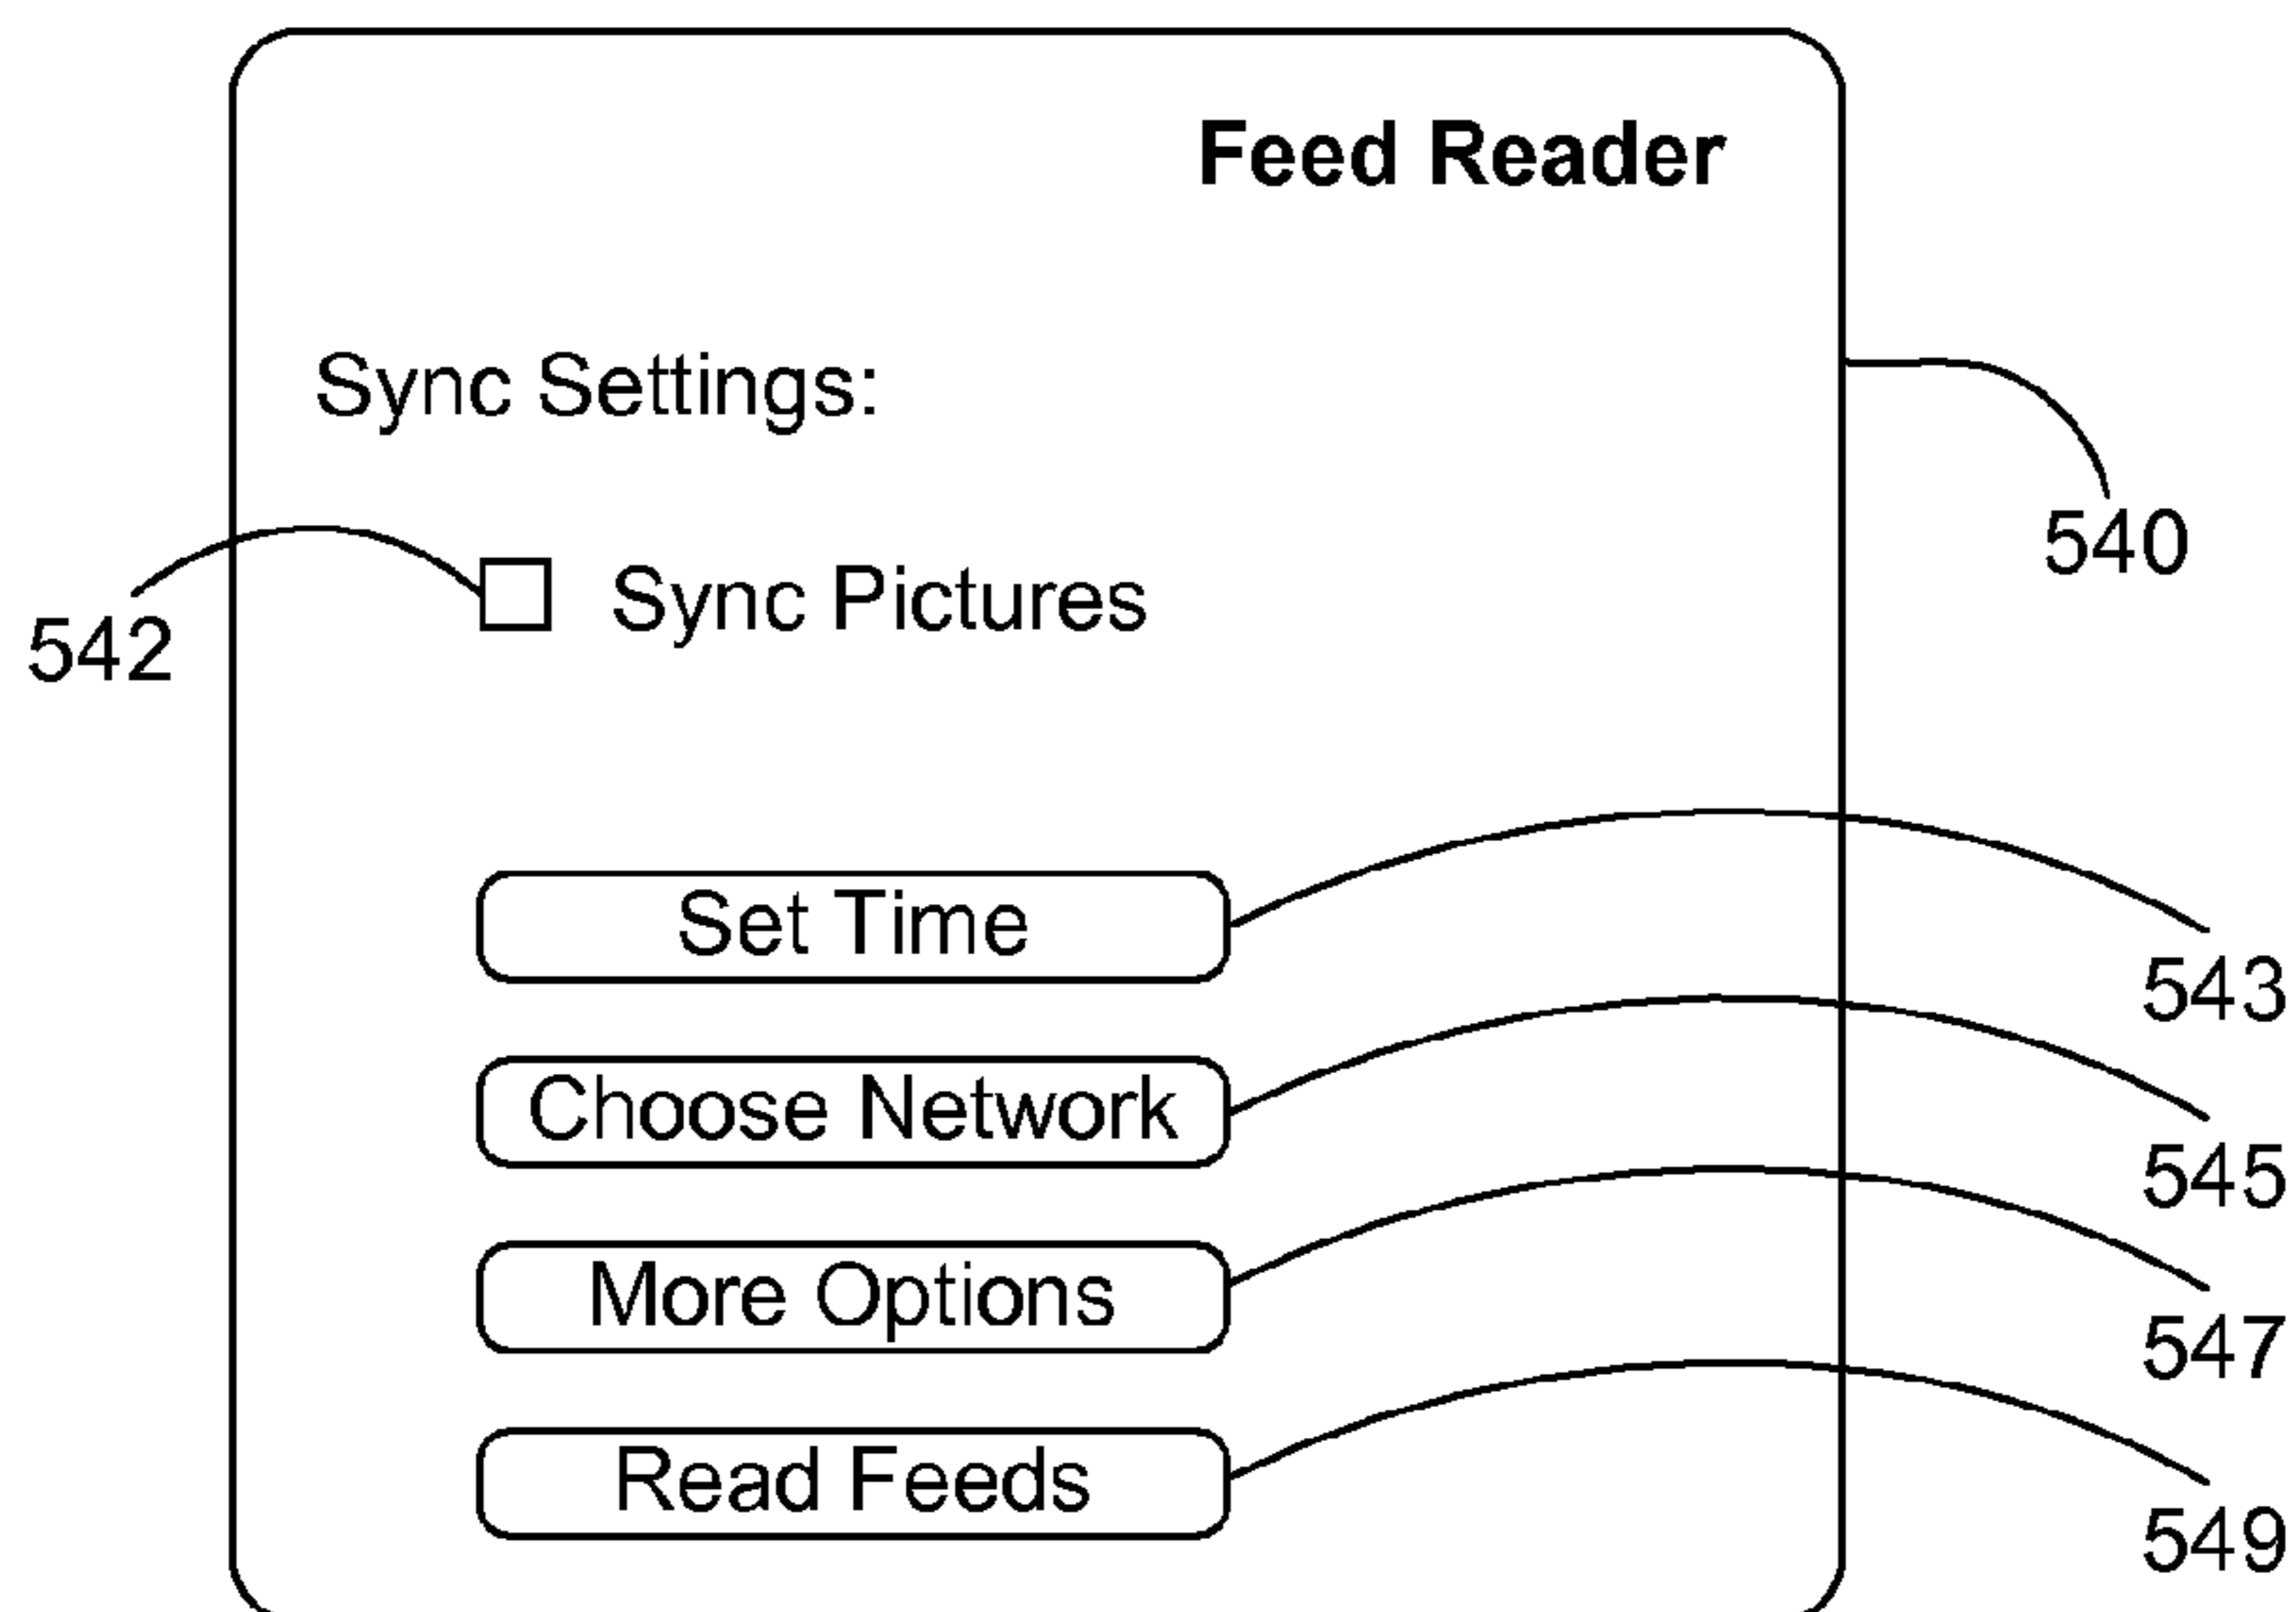 Feed Reader
Sync Settings:
540
Sync Pictures
542
Set Time
543
Choose Network
545
More Options
547
Read Feeds
549